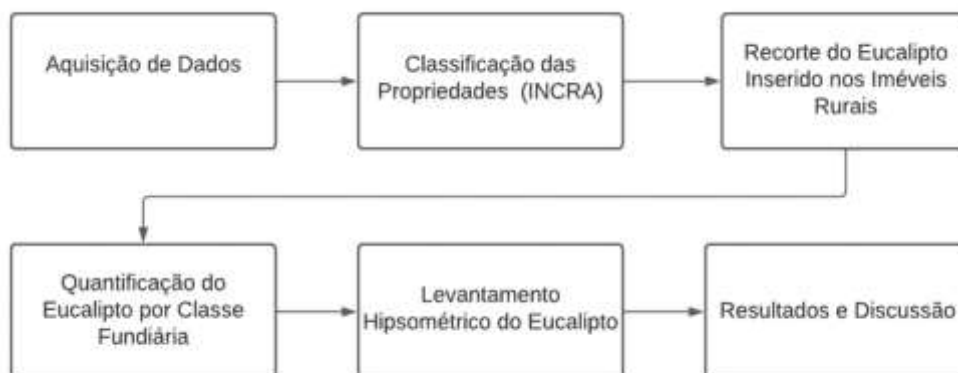 Aquisição de Dados
Classificação das
Propriedades (INCRA)
Recorte do Eucalipto
Inserido nos Iméveis
Rurais
Quantificação do
Eucalipto por Classe
Fundiária
Levantamento
Hipsométrico do Eucalipto
Resultados e Discussão